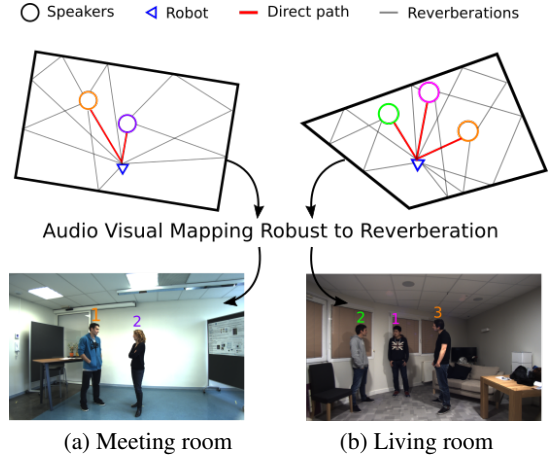 Speakers Robot Direct path Reverberations
Audio Visual Mapping Robust to Reverberation
1
2
2
1
3
(a) Meeting room
(b) Living room